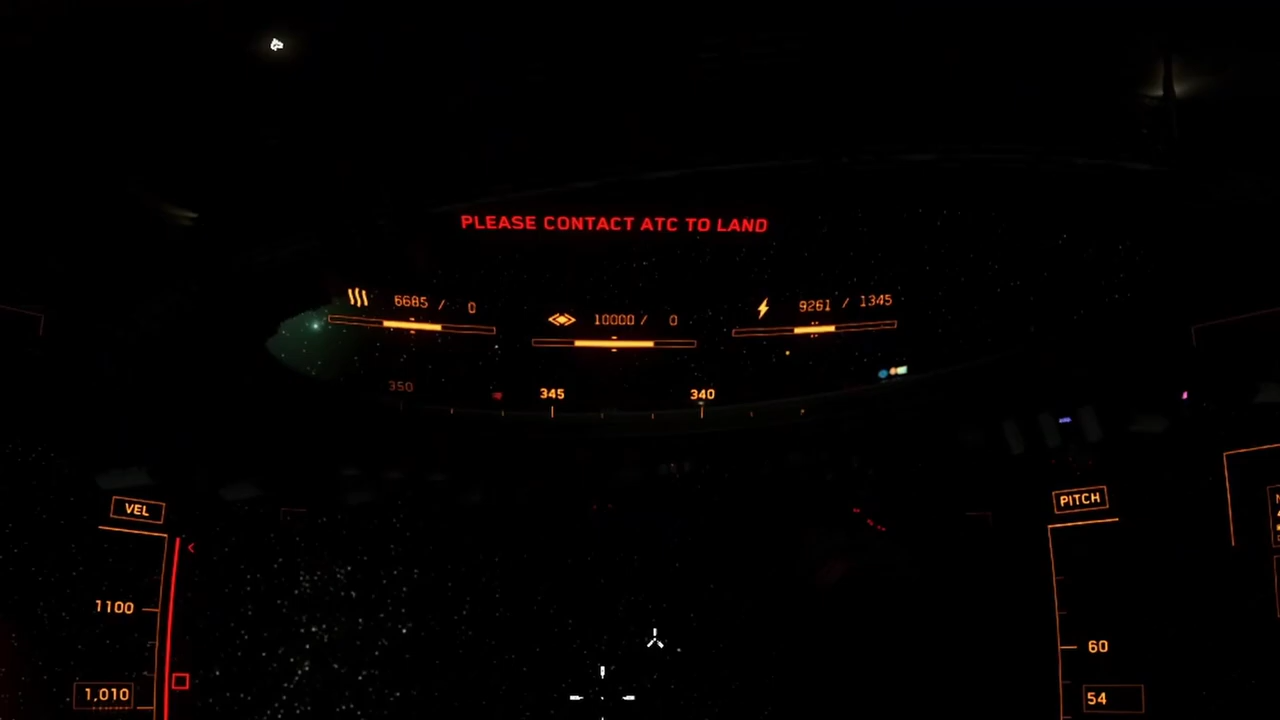 PLEASE CONTACT ATC TO LAND
6685 / 0
10000 / 0
9261 / 1345
350
345
340
VEL
PITCH
1100
60
1,010
54